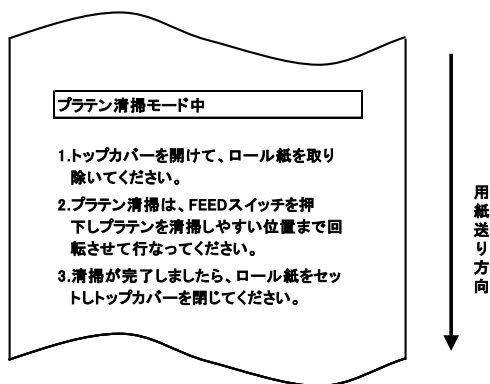 プラテン清掃モード中
1.トップカバーを開けて、ロール紙を取り
除いてください。
2.プラテン清掃は、FEEDスイッチを押
下しプラテンを清掃しやすい位置まで回
転させて行なってください。
3.清掃が完了しましたら、ロール紙をセッ
トしトップカバーを閉じてください。
用紙送り方向